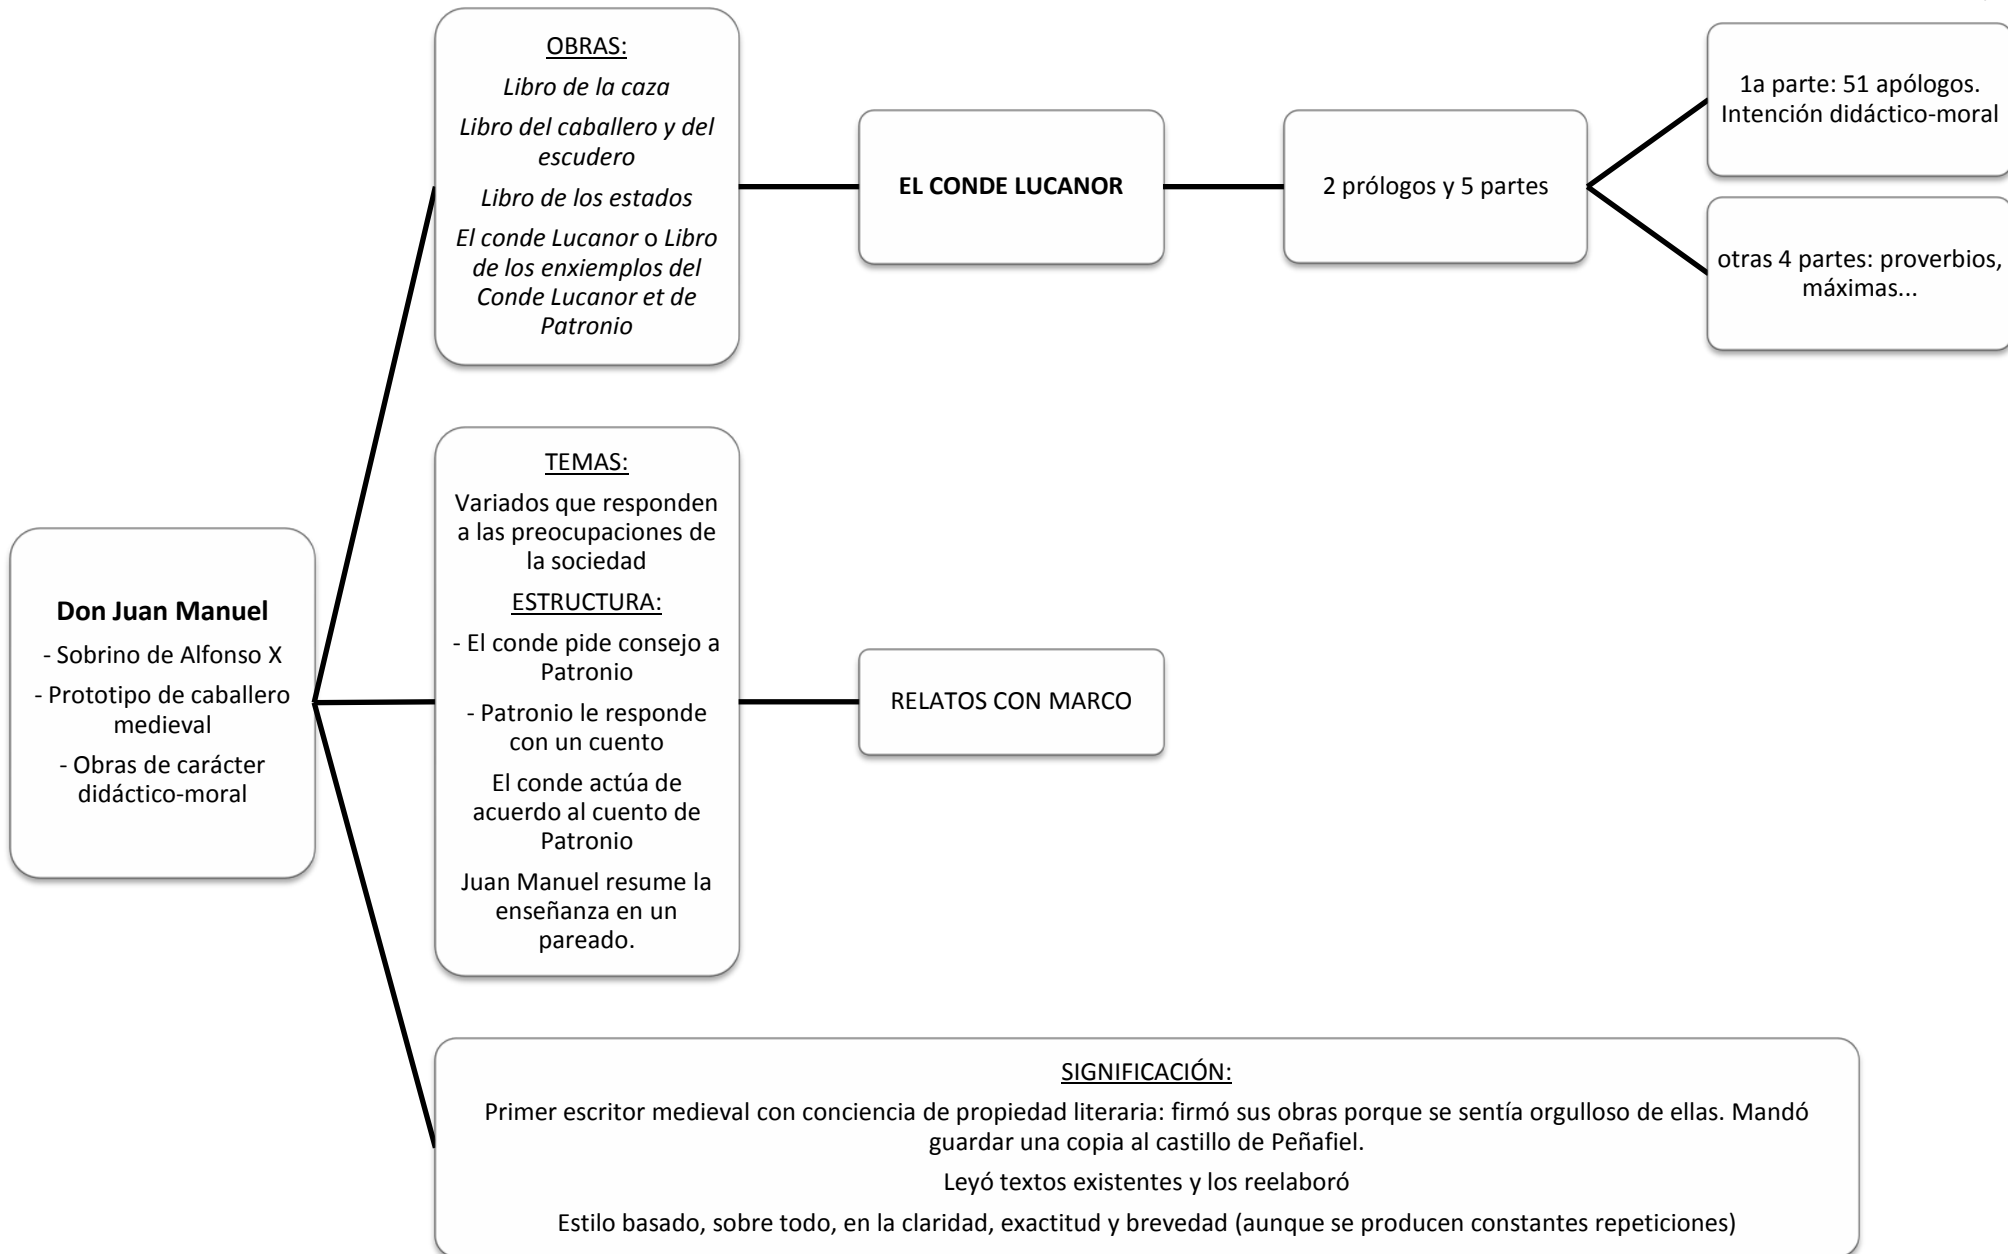 Don Juan Manuel
- Sobrino de Alfonso X
- Prototipo de caballero
medieval
- Obras de carácter
didáctico-moral
OBRAS:
Libro de la caza
Libro del caballero y del
escudero
Libro de los estados
El conde Lucanor o Libro
de los enxiemplos del
Conde Lucanor et de
Patronio
EL CONDE LUCANOR
2 prólogos y 5 partes
1a parte: 51 apólogos.
Intención didáctico-moral
otras 4 partes: proverbios,
máximas...
TEMAS:
Variados que responden
a las preocupaciones de
la sociedad
ESTRUCTURA:
- El conde pide consejo a
Patronio
- Patronio le responde
con un cuento
El conde actúa de
acuerdo al cuento de
Patronio
Juan Manuel resume la
enseñanza en un
pareado.
RELATOS CON MARCO
SIGNIFICACIÓN:
Primer escritor medieval con conciencia de propiedad literaria: firmó sus obras porque se sentía orgulloso de ellas. Mandó
guardar una copia al castillo de Peñafiel.
Leyó textos existentes y los reelaboró
Estilo basado, sobre todo, en la claridad, exactitud y brevedad (aunque se producen constantes repeticiones)